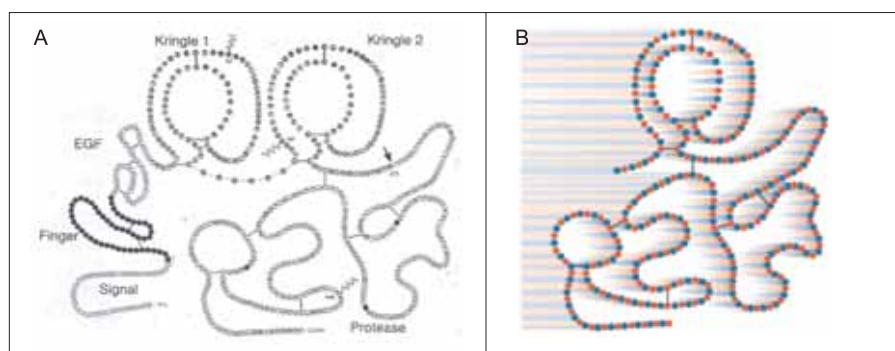 A
B
Kringle 1
Kringle 2
EGF
Finger
Signal
Protease